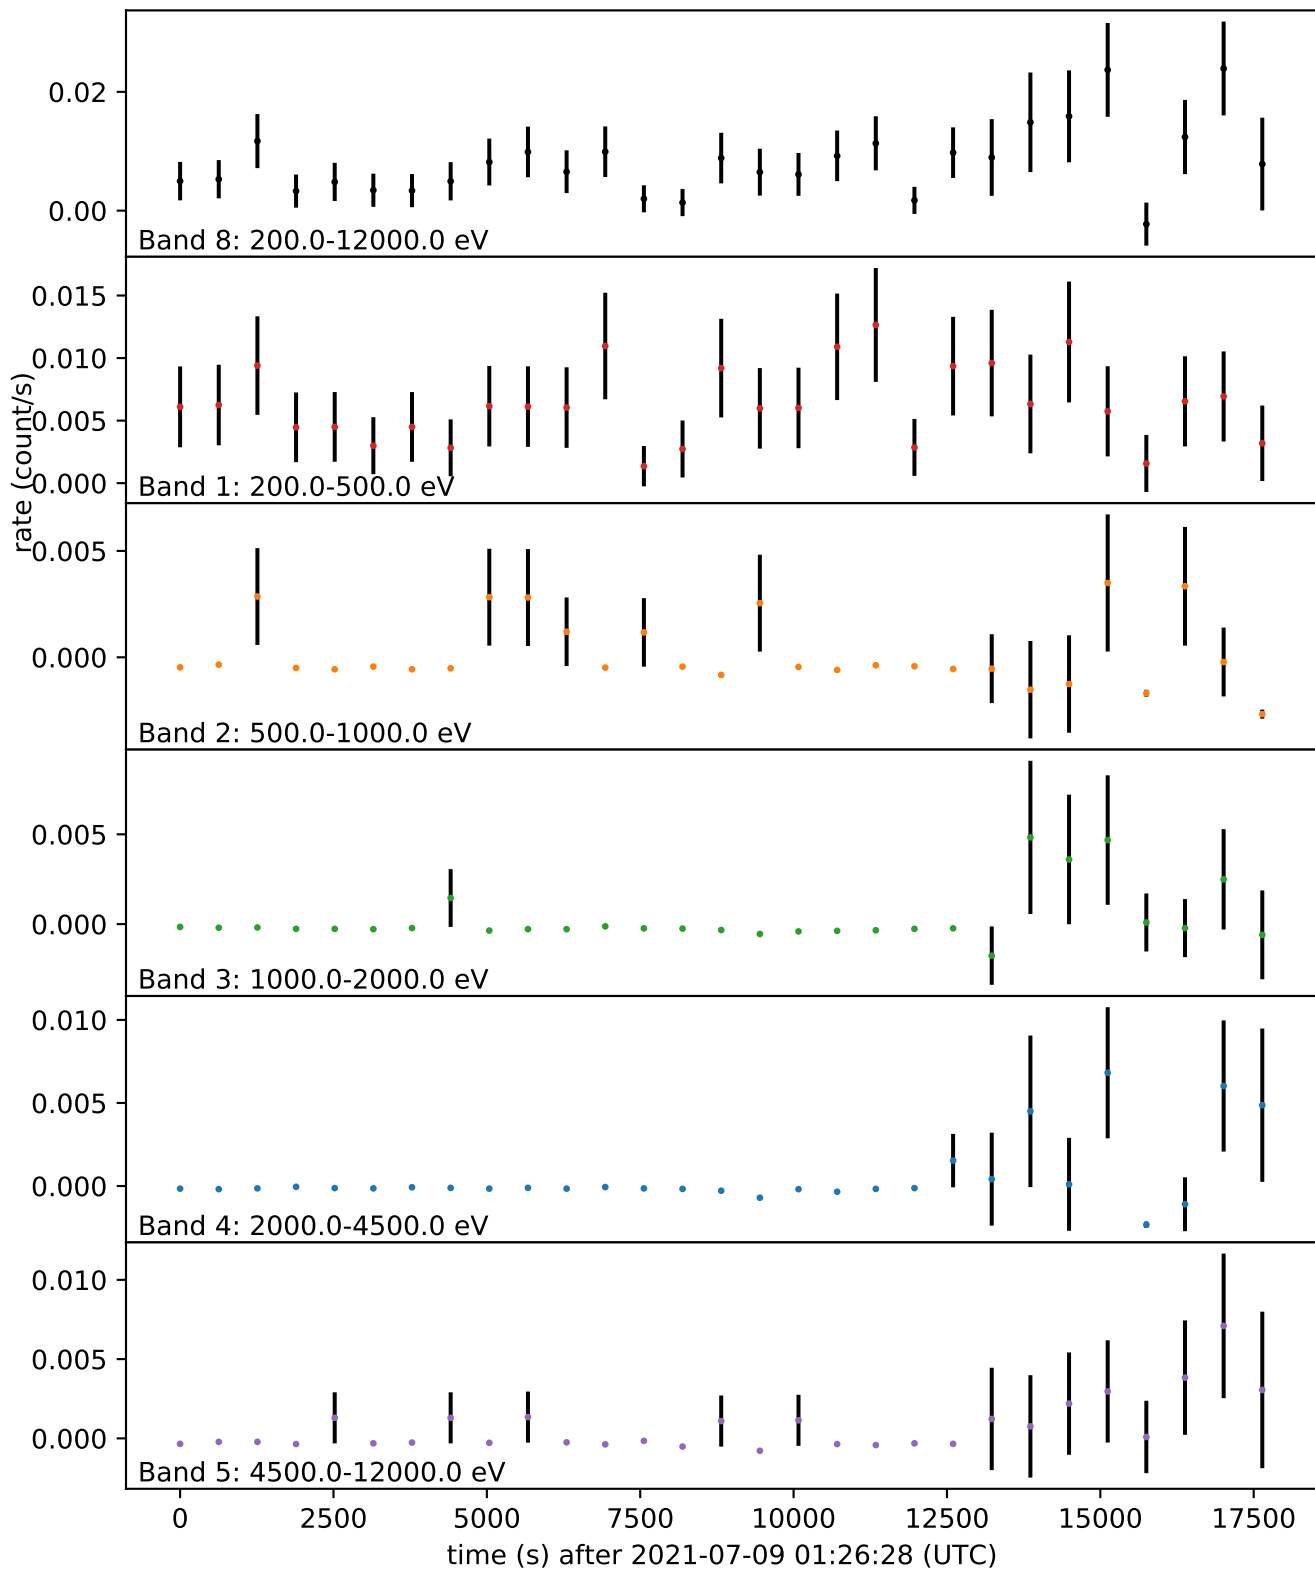 0.02
0.00
Band 8: 200.0-12000.0 eV
0.015
0.010
0.005
0.000
Band 1: 200.0-500.0 eV
rate (count/s)
0.005
0.000
Band 2: 500.0-1000.0 eV
0.005
0.000
Band 3: 1000.0-2000.0 eV
0.010
0.005
0.000
Band 4: 2000.0-4500.0 eV
0.010
0.005
0.000
Band 5: 4500.0-12000.0 eV
0 2500 5000 7500 10000 12500 15000 17500
time (s) after 2021-07-09 01:26:28 (UTC)